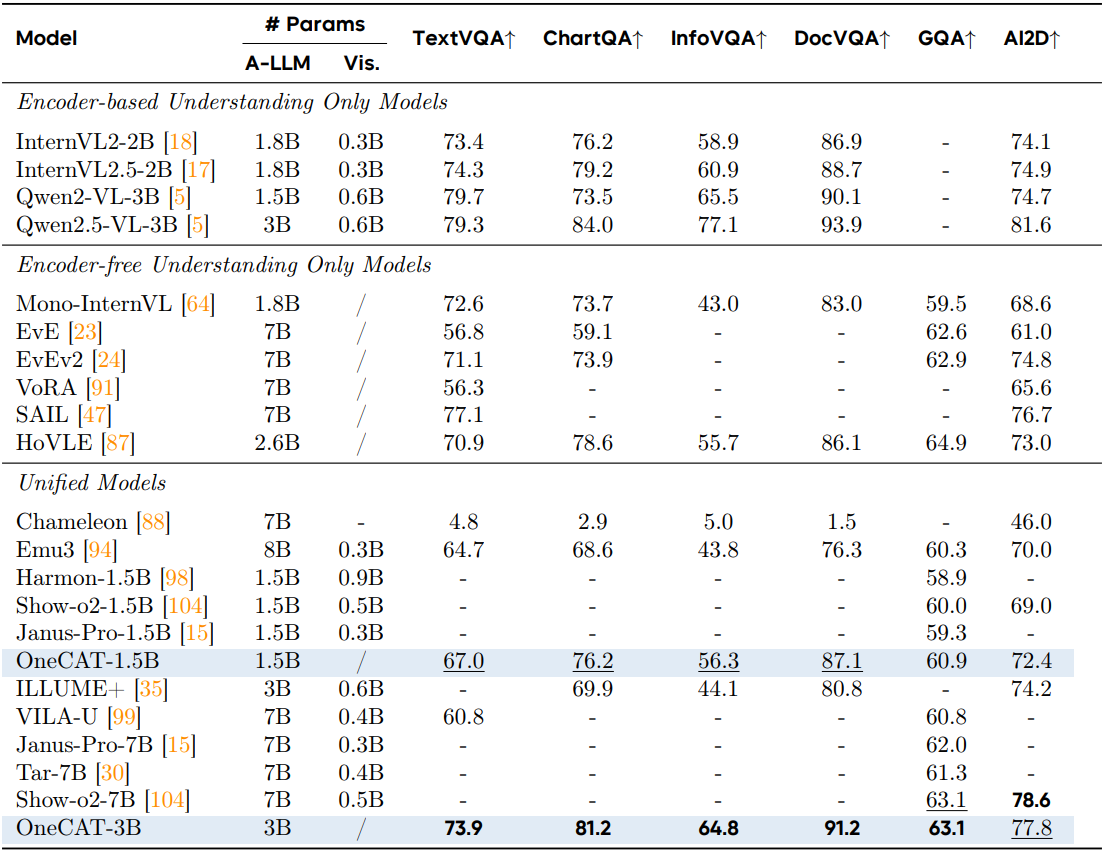 Model # Params TextVQA↑ ChartQA↑ InfoVQA↑ DocVQA↑ GQA↑ AI2D↑
A-LLM Vis.
Encoder-based Understanding Only Models
InternVL2-2B [18] 1.8B 0.3B 73.4 76.2 58.9 86.9 - 74.1
InternVL2.5-2B [17] 1.8B 0.3B 74.3 79.2 60.9 88.7 - 74.9
Qwen2-VL-3B [5] 1.5B 0.6B 79.7 73.5 65.5 90.1 - 74.7
Qwen2.5-VL-3B [5] 3B 0.6B 79.3 84.0 77.1 93.9 - 81.6
Encoder-free Understanding Only Models
Mono-InternVL [64] 1.8B / 72.6 73.7 43.0 83.0 59.5 68.6
EvE [23] 7B / 56.8 59.1 - - 62.6 61.0
EvEv2 [24] 7B / 71.1 73.9 - - 62.9 74.8
VoRA [91] 7B / 56.3 - - - - 65.6
SAIL [47] 7B / 77.1 - - - - 76.7
HoVLE [87] 2.6B / 70.9 78.6 55.7 86.1 64.9 73.0
Unified Models
Chameleon [88] 7B - 4.8 2.9 5.0 1.5 - 46.0
Emu3 [94] 8B 0.3B 64.7 68.6 43.8 76.3 60.3 70.0
Harmon-1.5B [98] 1.5B 0.9B - - - - 58.9 -
Show-o2-1.5B [104] 1.5B 0.5B - - - - 60.0 69.0
Janus-Pro-1.5B [15] 1.5B 0.3B - - - - 59.3 -
OneCAT-1.5B 1.5B / 67.0 76.2 56.3 87.1 60.9 72.4
ILLUME+ [35] 3B 0.6B - 69.9 44.1 80.8 - 74.2
VILA-U [99] 7B 0.4B 60.8 - - - 60.8 -
Janus-Pro-7B [15] 7B 0.3B - - - - 62.0 -
Tar-7B [30] 7B 0.4B - - - - 61.3 -
Show-o2-7B [104] 7B 0.5B - - - - 63.1 78.6
OneCAT-3B 3B / 73.9 81.2 64.8 91.2 63.1 77.8